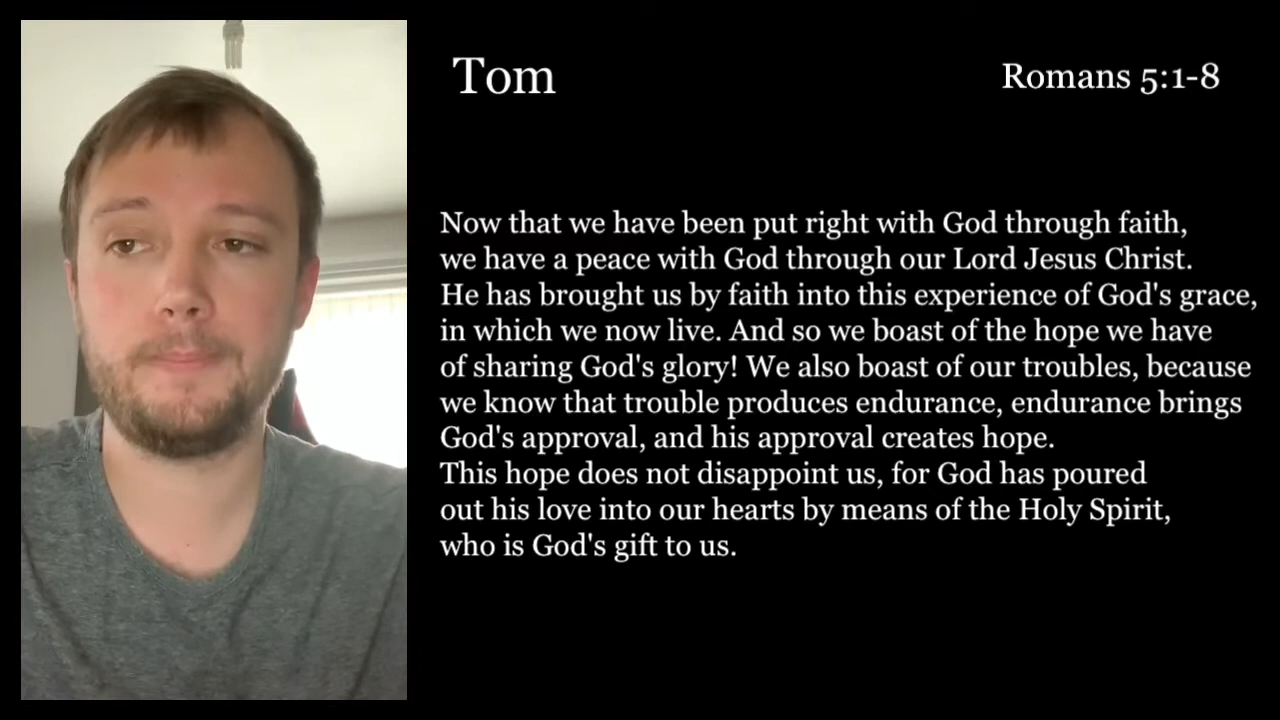 Tom
Romans 5:1-8
Now that we have been put right with God through faith,
we have a peace with God through our Lord Jesus Christ.
He has brought us by faith into this experience of God's grace,
in which we now live. And so we boast of the hope we have
of sharing God's glory! We also boast of our troubles, because
we know that trouble produces endurance, endurance brings
God's approval, and his approval creates hope.
This hope does not disappoint us, for God has poured
out his love into our hearts by means of the Holy Spirit,
who is God's gift to us.